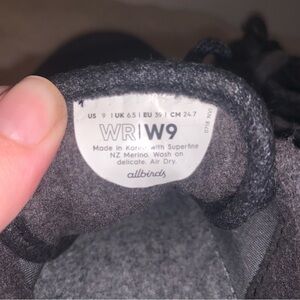 US 9 | UK 6.5 | EU 39 | CM 24.7
WR|W9
Made in Korea with Superfine
NZ Merino. Wash on
delicate. Air Dry.
allbirds